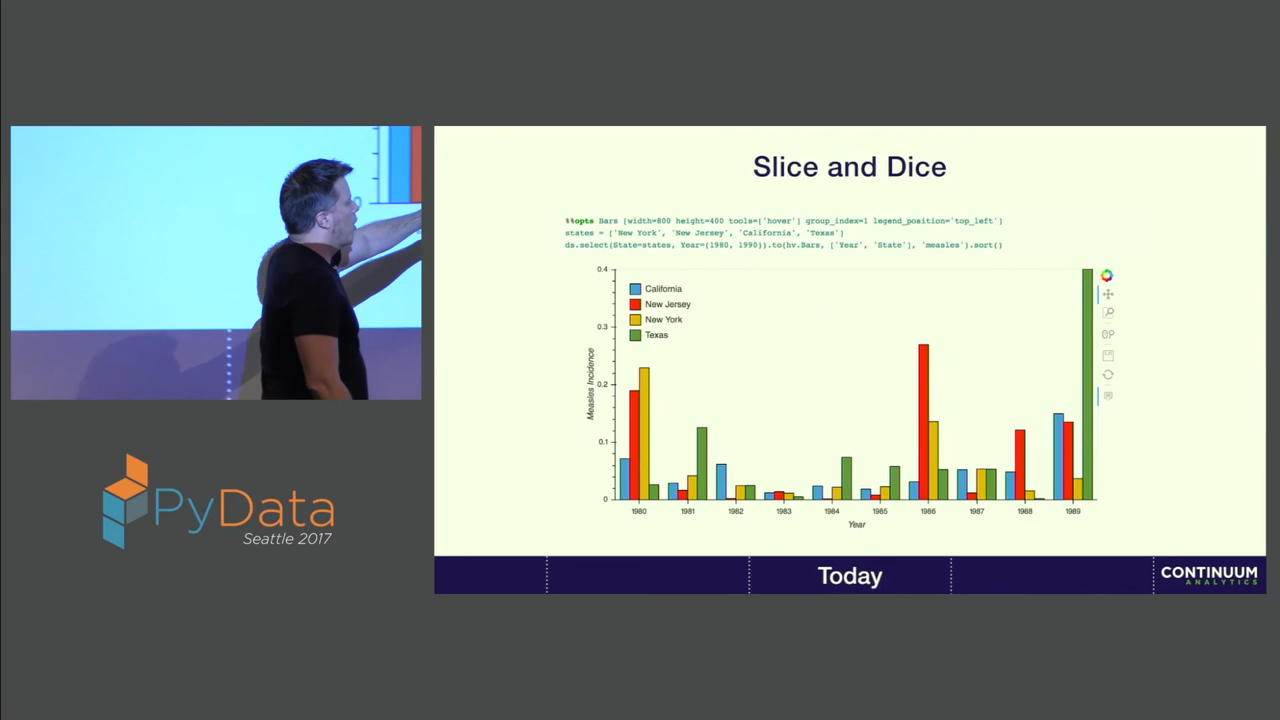 Slice and Dice
%%opts Bars [width=800 height=400 tools=['hover'] group_index=1 legend_position='top_left']
states = ['New York', 'New Jersey', 'California', 'Texas']
ds.select(State=states, Year=(1980, 1990)).to(hv.Bars, ['Year', 'State'], 'measles').sort()
0.4
0.3
0.2
0.1
0
Measles Incidence
California
New Jersey
New York
Texas
1980 1981 1982 1983 1984 1985 1986 1987 1988 1989
Year
Today
CONTINUUM
ANALYTICS
PyData
Seattle 2017
0